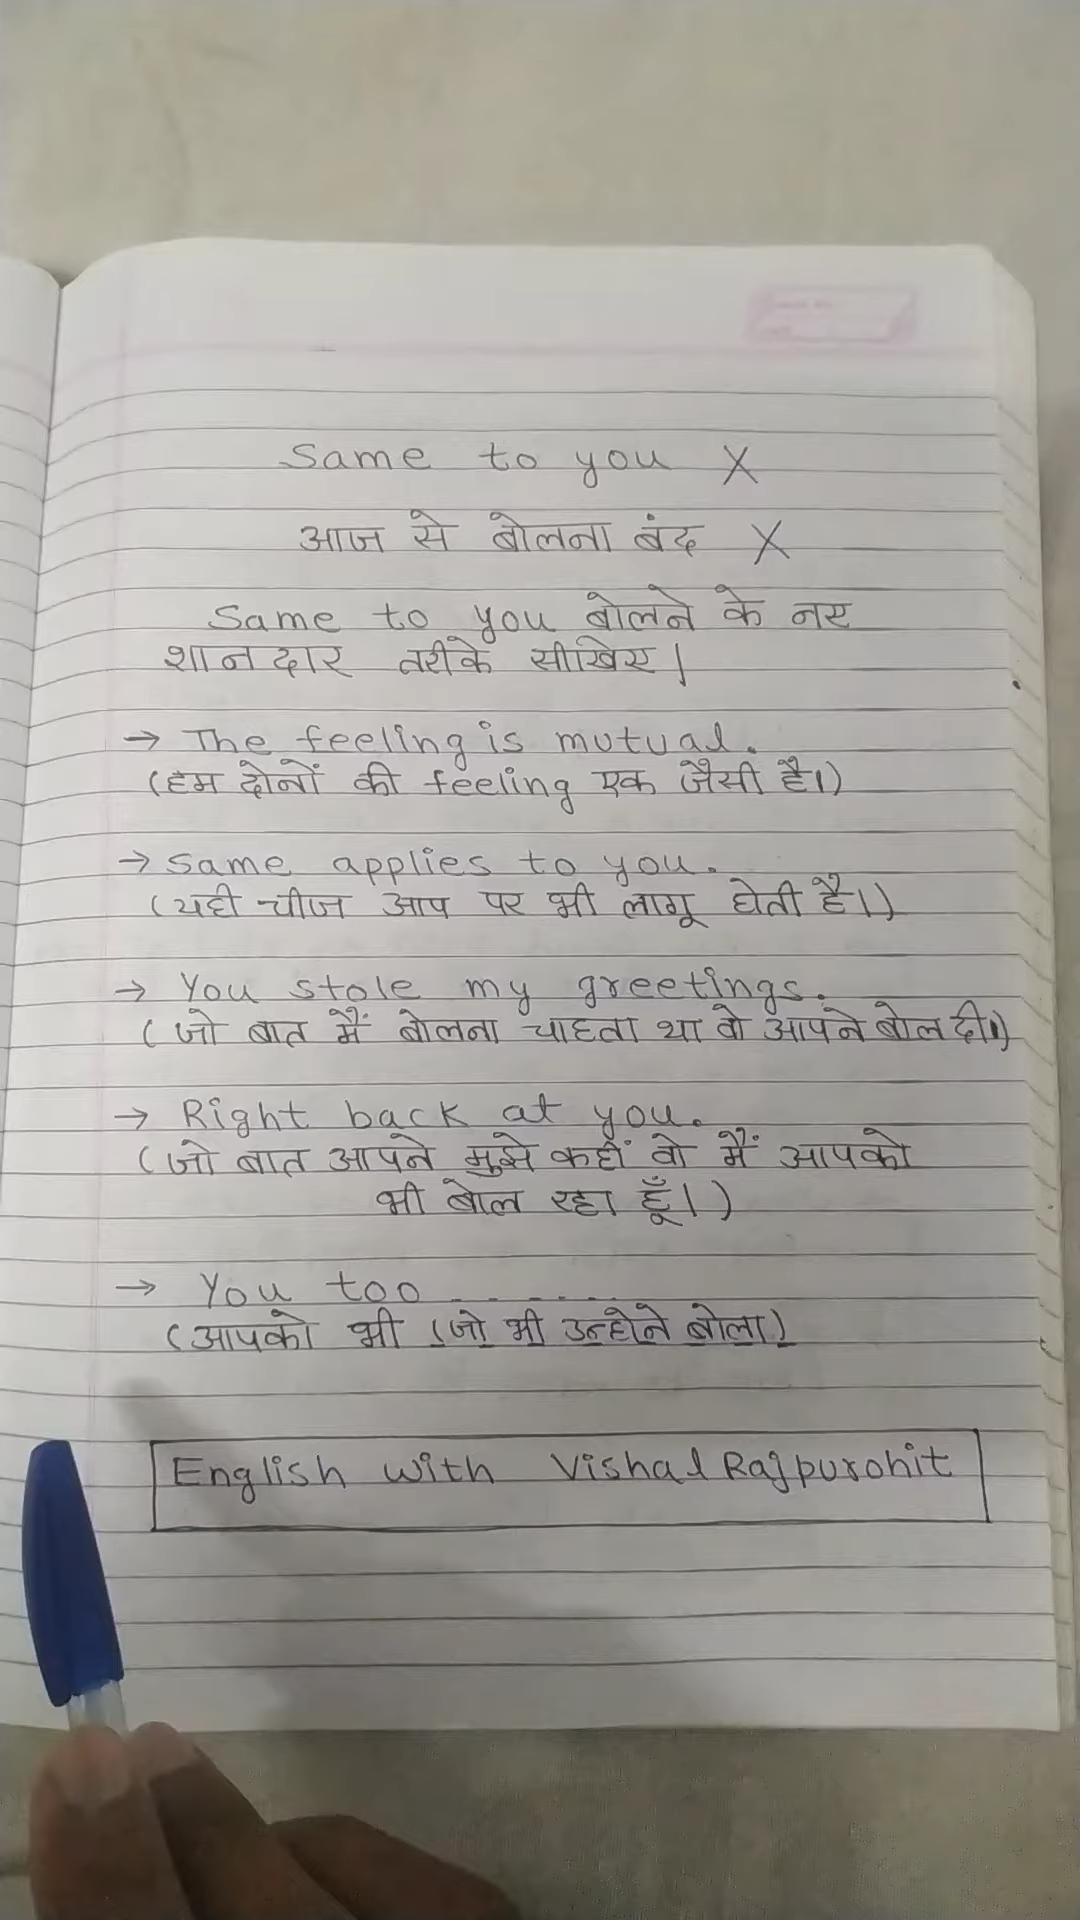 Same to you X
आज से बोलना बंद X
Same to you बोलने के नए
शानदार तरीके सीखिए।
→ The feeling is mutual.
(हम दोनों की feeling एक जैसी है।)
→ Same applies to you.
(यही चीज आप पर भी लागू होती है।)
→ You stole my greetings.
(जो बात मैं बोलना चाहता था वो आपने बोल दी।)
→ Right back at you.
(जो बात आपने मुझे कहीं वो मैं आपको
भी बोल रहा हूँ।)
→ You too ......
(आपको भी (जो भी उन्होने बोला)
English with Vishal Rajpurohit